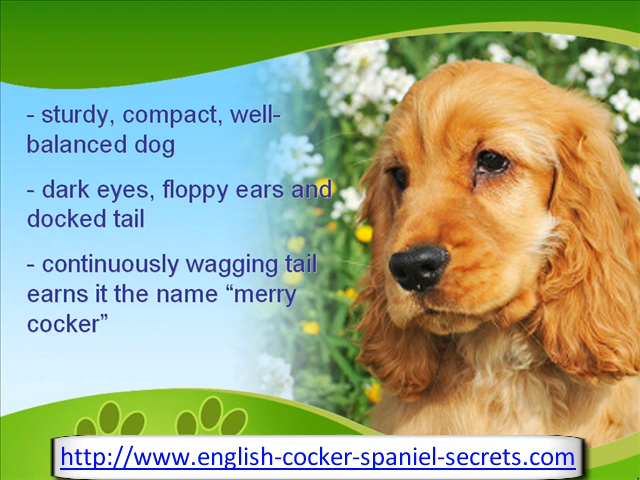 - sturdy, compact, well-
balanced dog
- dark eyes, floppy ears and
docked tail
- continuously wagging tail
earns it the name “merry
cocker”
http://www.english-cocker-spaniel-secrets.com